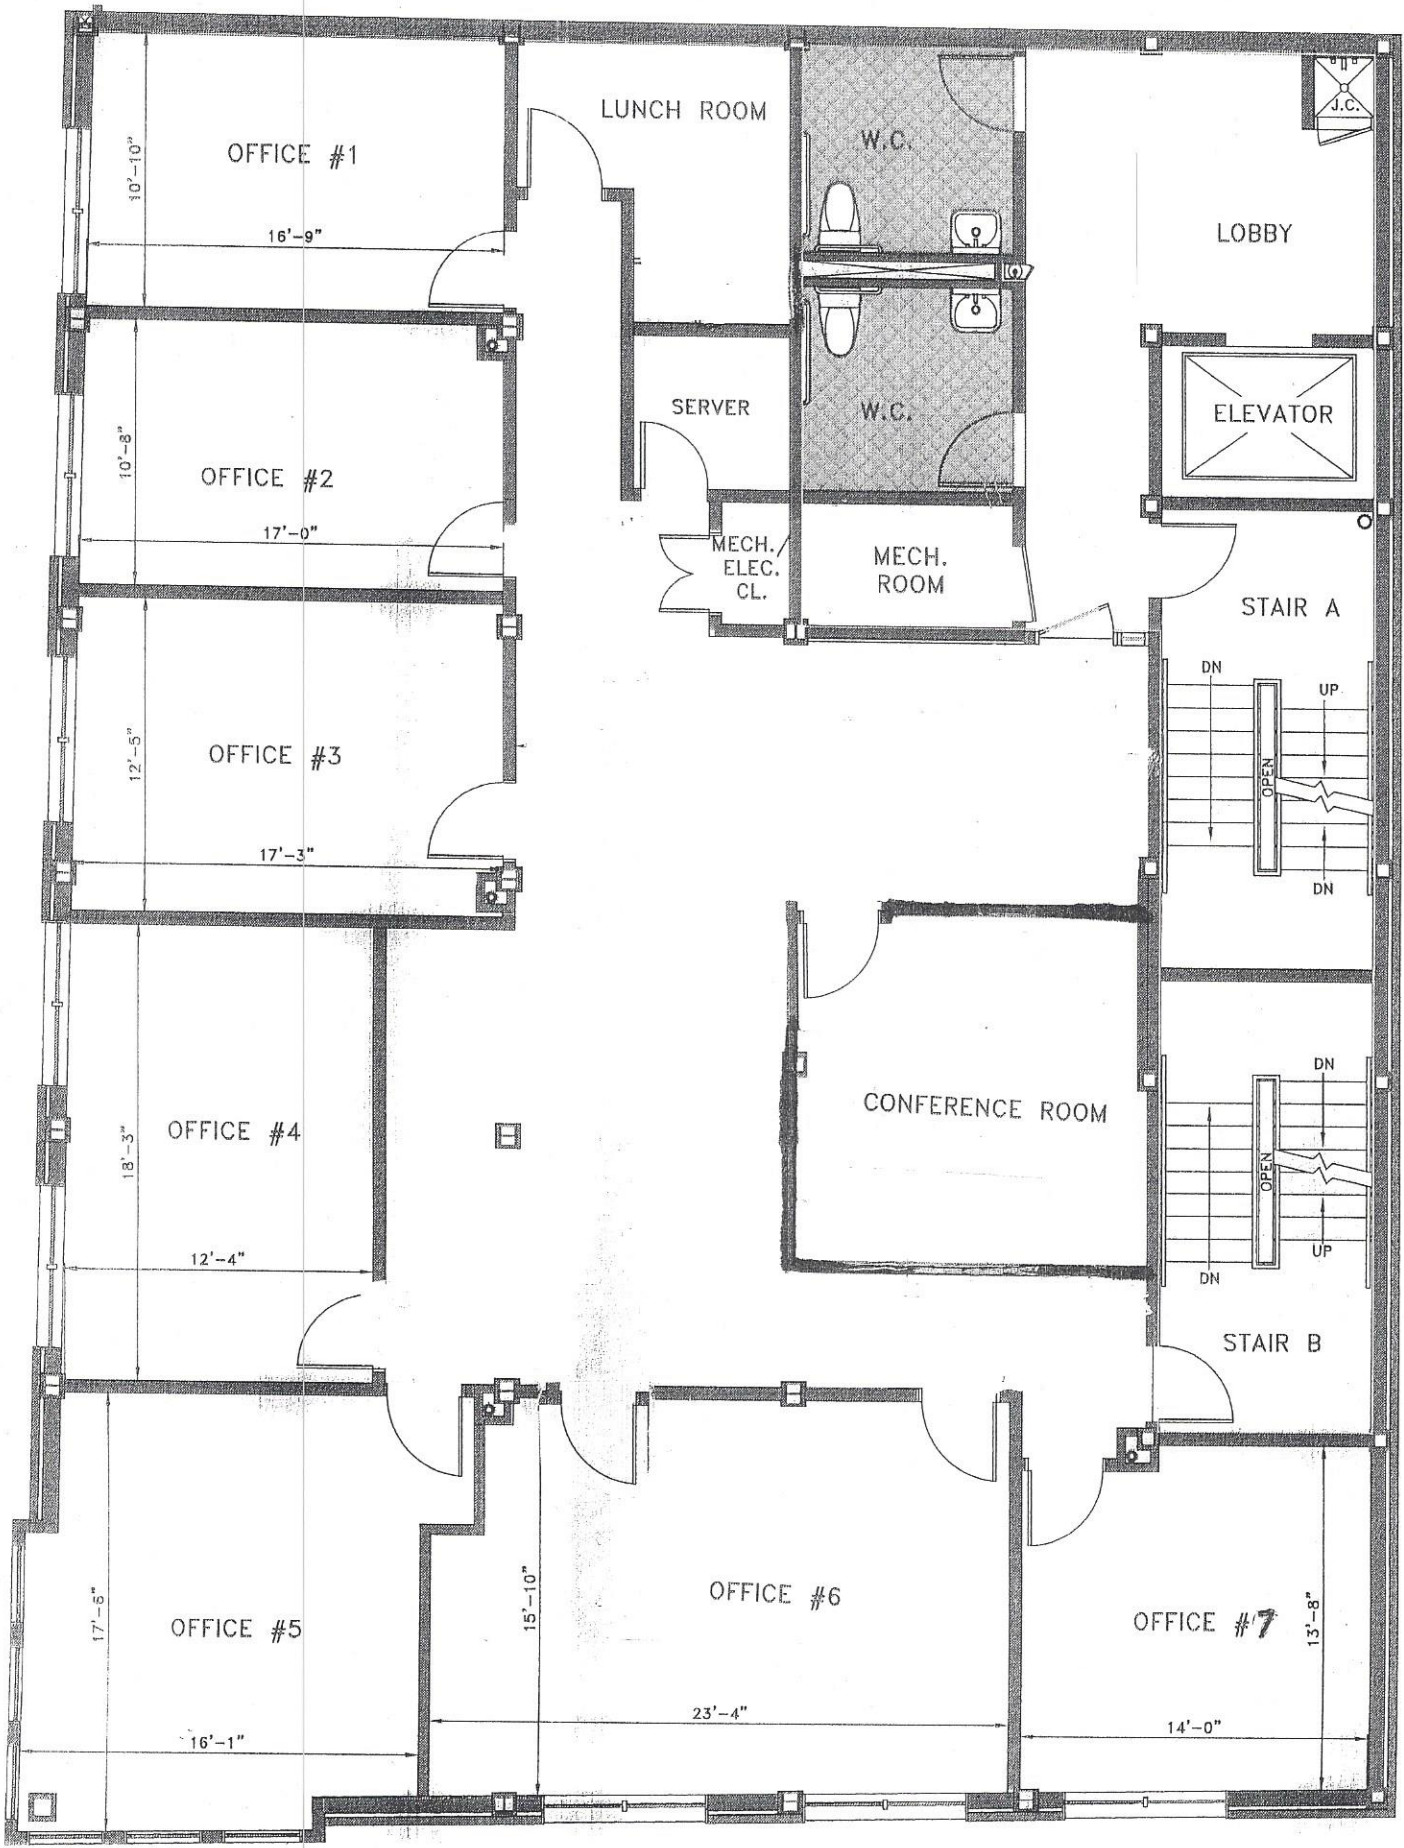 LUNCH ROOM
W.C.
J.C.
OFFICE #1
10'-10"
16'-9"
LOBBY
SERVER
W.C.
ELEVATOR
10'-8"
OFFICE #2
17'-0"
MECH./
ELEC.
CL.
MECH.
ROOM
STAIR A
DN
UP
OPEN
DN
12'-5"
OFFICE #3
17'-3"
OFFICE #4
18'-3"
12'-4"
CONFERENCE ROOM
DN
OPEN
UP
DN
STAIR B
17'-6"
OFFICE #5
16'-1"
15'-10"
OFFICE #6
23'-4"
OFFICE #7
13'-8"
14'-0"